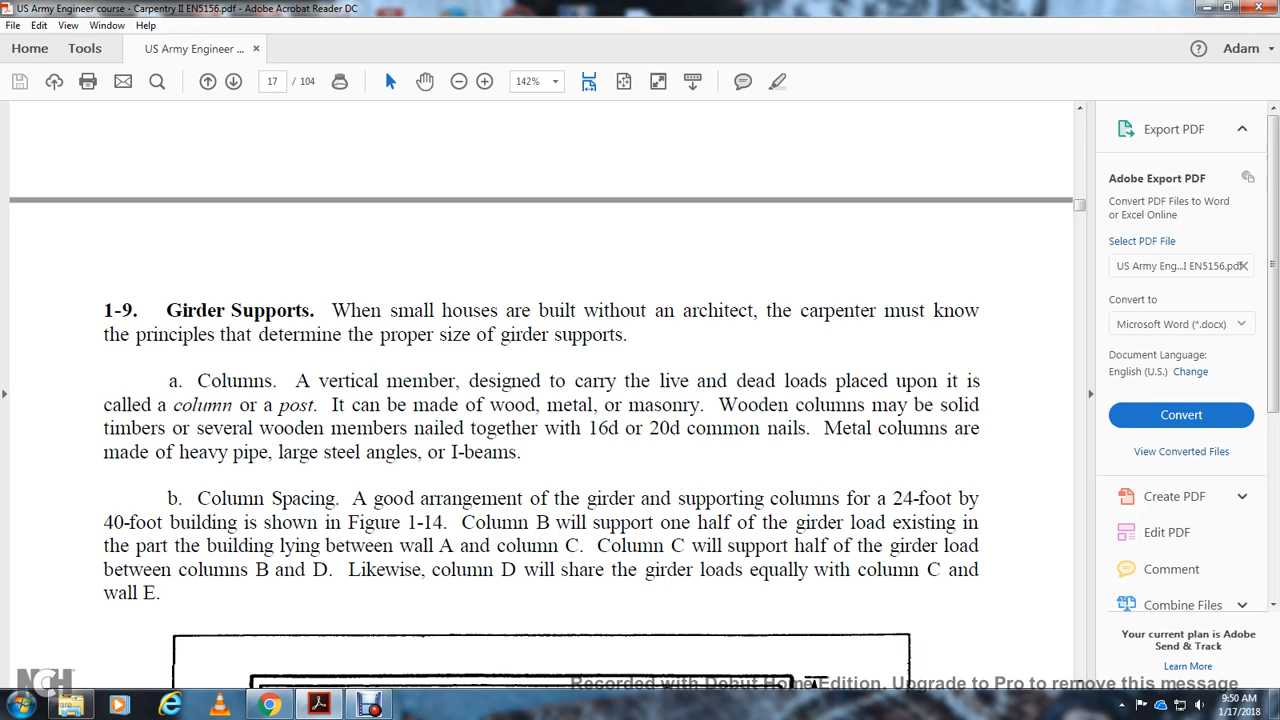 US Army Engineer course - Carpentry II EN5156.pdf - Adobe Acrobat Reader DC
File Edit View Window Help
Home Tools US Army Engineer ... × Adam
17 / 104 142%
Export PDF
Adobe Export PDF
Convert PDF Files to Word
or Excel Online
Select PDF File
US Army Eng...I EN5156.pdf
Convert to
Microsoft Word (*.docx)
Document Language:
English (U.S.) Change
Convert
View Converted Files
Create PDF
Edit PDF
Comment
Combine Files
Your current plan is Adobe
Send & Track
Learn More
1-9. Girder Supports. When small houses are built without an architect, the carpenter must know
the principles that determine the proper size of girder supports.
a. Columns. A vertical member, designed to carry the live and dead loads placed upon it is
called a column or a post. It can be made of wood, metal, or masonry. Wooden columns may be solid
timbers or several wooden members nailed together with 16d or 20d common nails. Metal columns are
made of heavy pipe, large steel angles, or I-beams.
b. Column Spacing. A good arrangement of the girder and supporting columns for a 24-foot by
40-foot building is shown in Figure 1-14. Column B will support one half of the girder load existing in
the part the building lying between wall A and column C. Column C will support half of the girder load
between columns B and D. Likewise, column D will share the girder loads equally with column C and
wall E.
NCH
Recorded with Debut Home Edition. Upgrade to Pro to remove this message
9:50 AM
1/17/2018